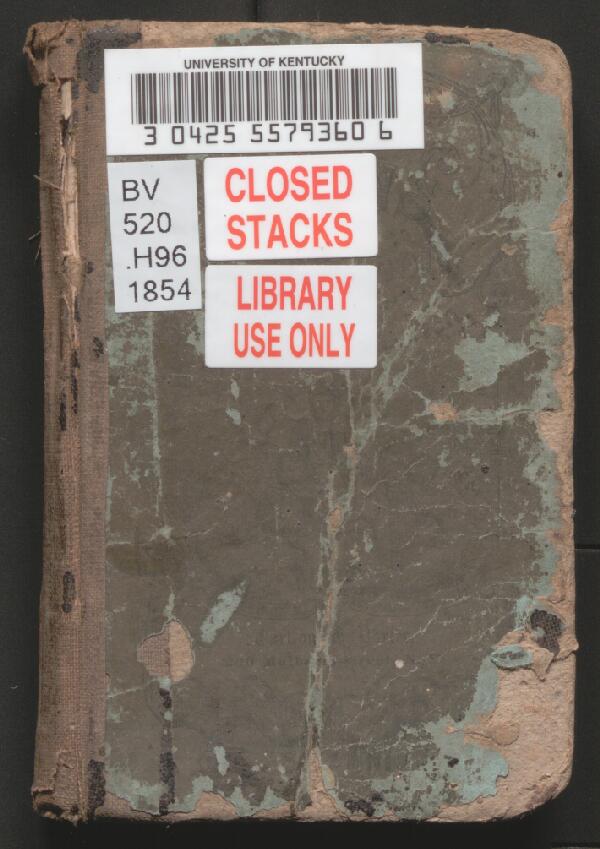 UNIVERSITY OF KENTUCKY
3 0425 5579360 6
BV
520
.H96
1854
CLOSED
STACKS
LIBRARY
USE ONLY